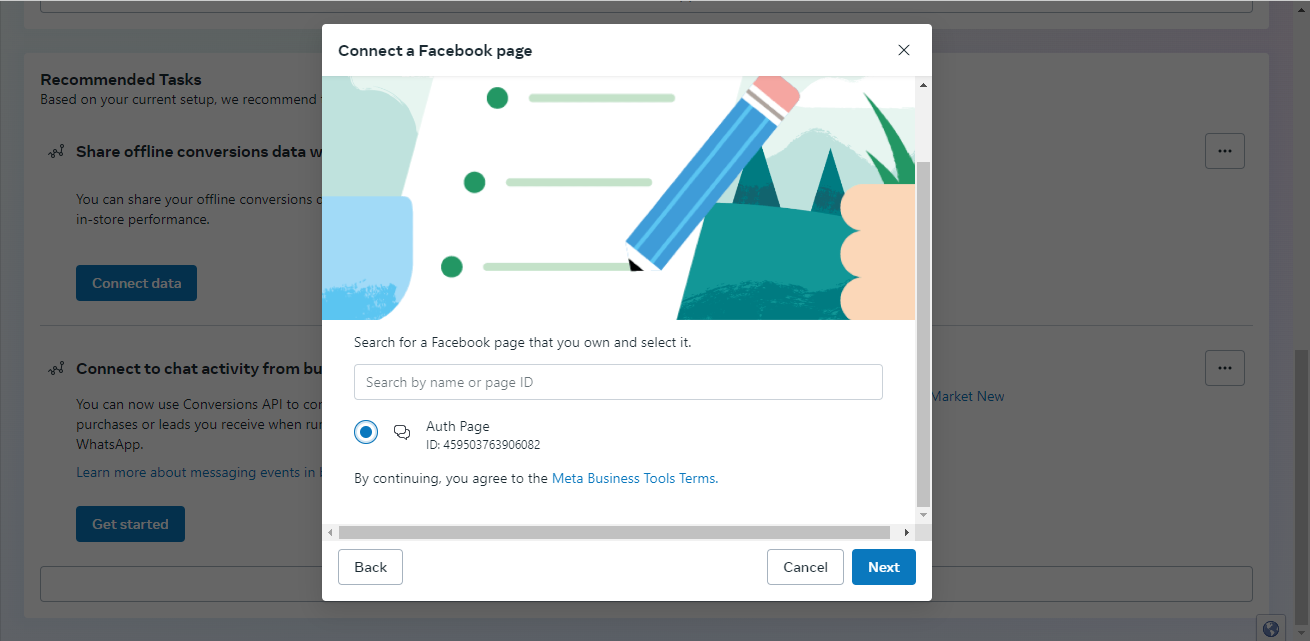 Connect a Facebook page
Recommended Tasks
Based on your current setup, we recommend
Share offline conversions data w
You can share your offline conversions
in-store performance.
Connect data
Connect to chat activity from bu
You can now use Conversions API to
purchases or leads you receive when
WhatsApp.
Learn more about messaging events in
Get started
Market New
Search for a Facebook page that you own and select it.
Search by name or page ID
Auth Page
ID: 459503763906082
By continuing, you agree to the Meta Business Tools Terms.
Back
Cancel
Next